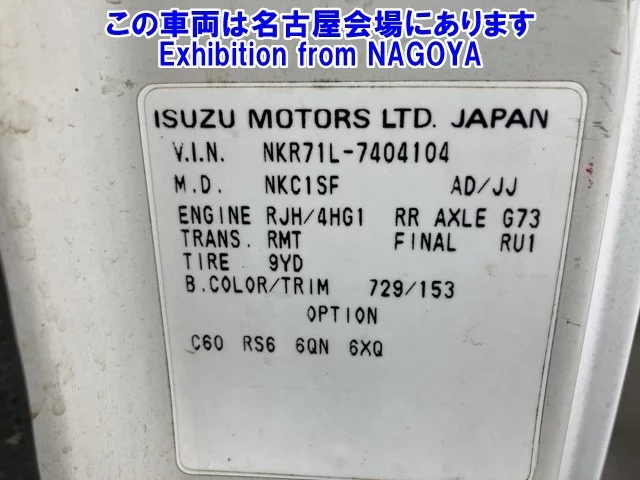 この車両は名古屋会場にあります
Exhibition from NAGOYA
ISUZU MOTORS LTD. JAPAN
V.I.N. NKR71L-7404104
M.D. NKC1SF AD/JJ
ENGINE RJH/4HG1 RR AXLE G73
TRANS. RMT FINAL RU1
TIRE 9YD
B.COLOR/TRIM 729/153
OPTION
C60 RS6 6QN 6XQ